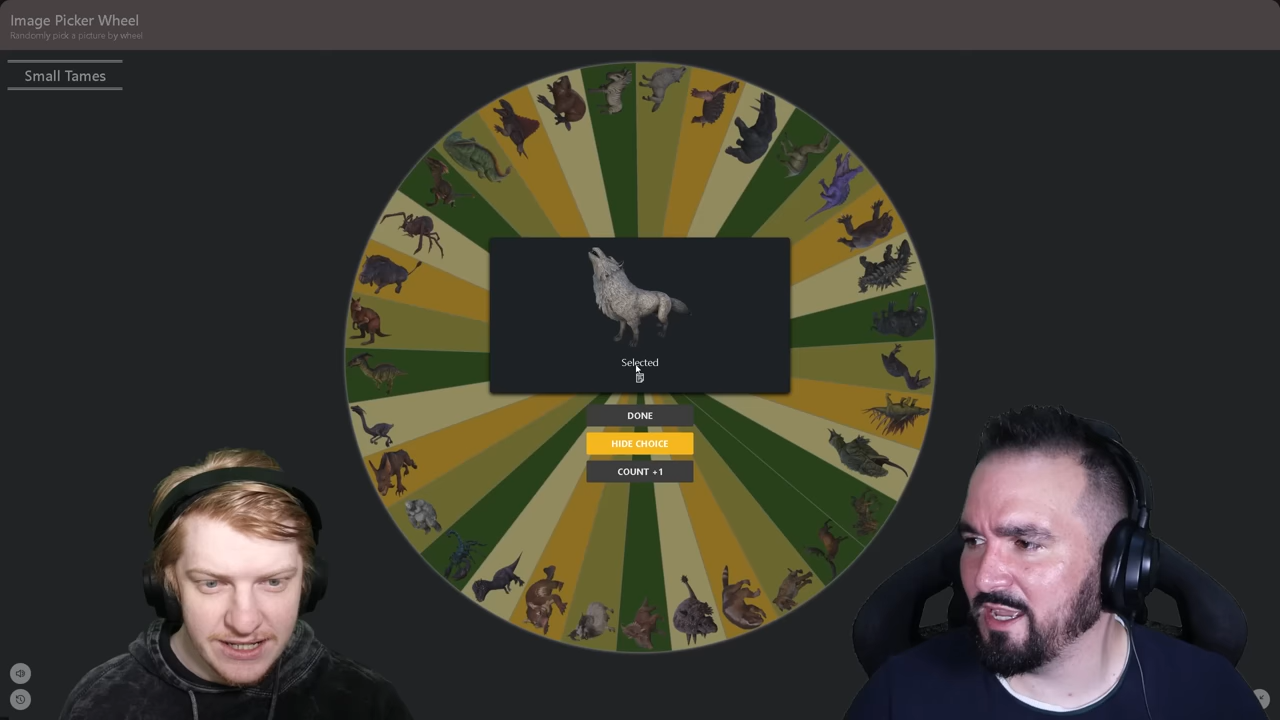 Image Picker Wheel
Randomly pick a picture by wheel
Small Tames
Selected
DONE
HIDE CHOICE
COUNT +1